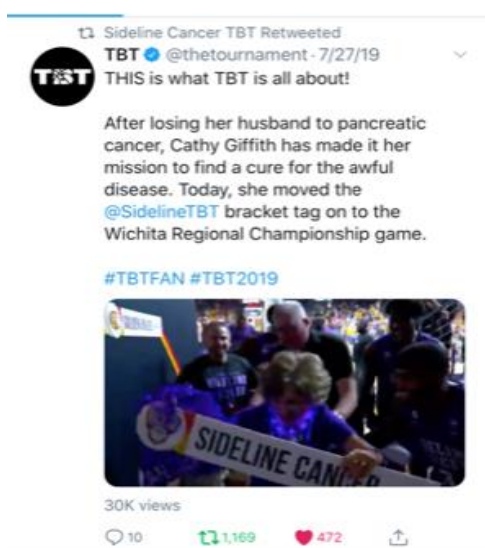 Sideline Cancer TBT Retweeted
TBT @thetournament · 7/27/19
TBT
THIS is what TBT is all about!
After losing her husband to pancreatic
cancer, Cathy Giffith has made it her
mission to find a cure for the awful
disease. Today, she moved the
@SidelineTBT bracket tag on to the
Wichita Regional Championship game.
#TBTFAN #TBT2019
SIDELINE CANCER
30K views
10 1,169 472